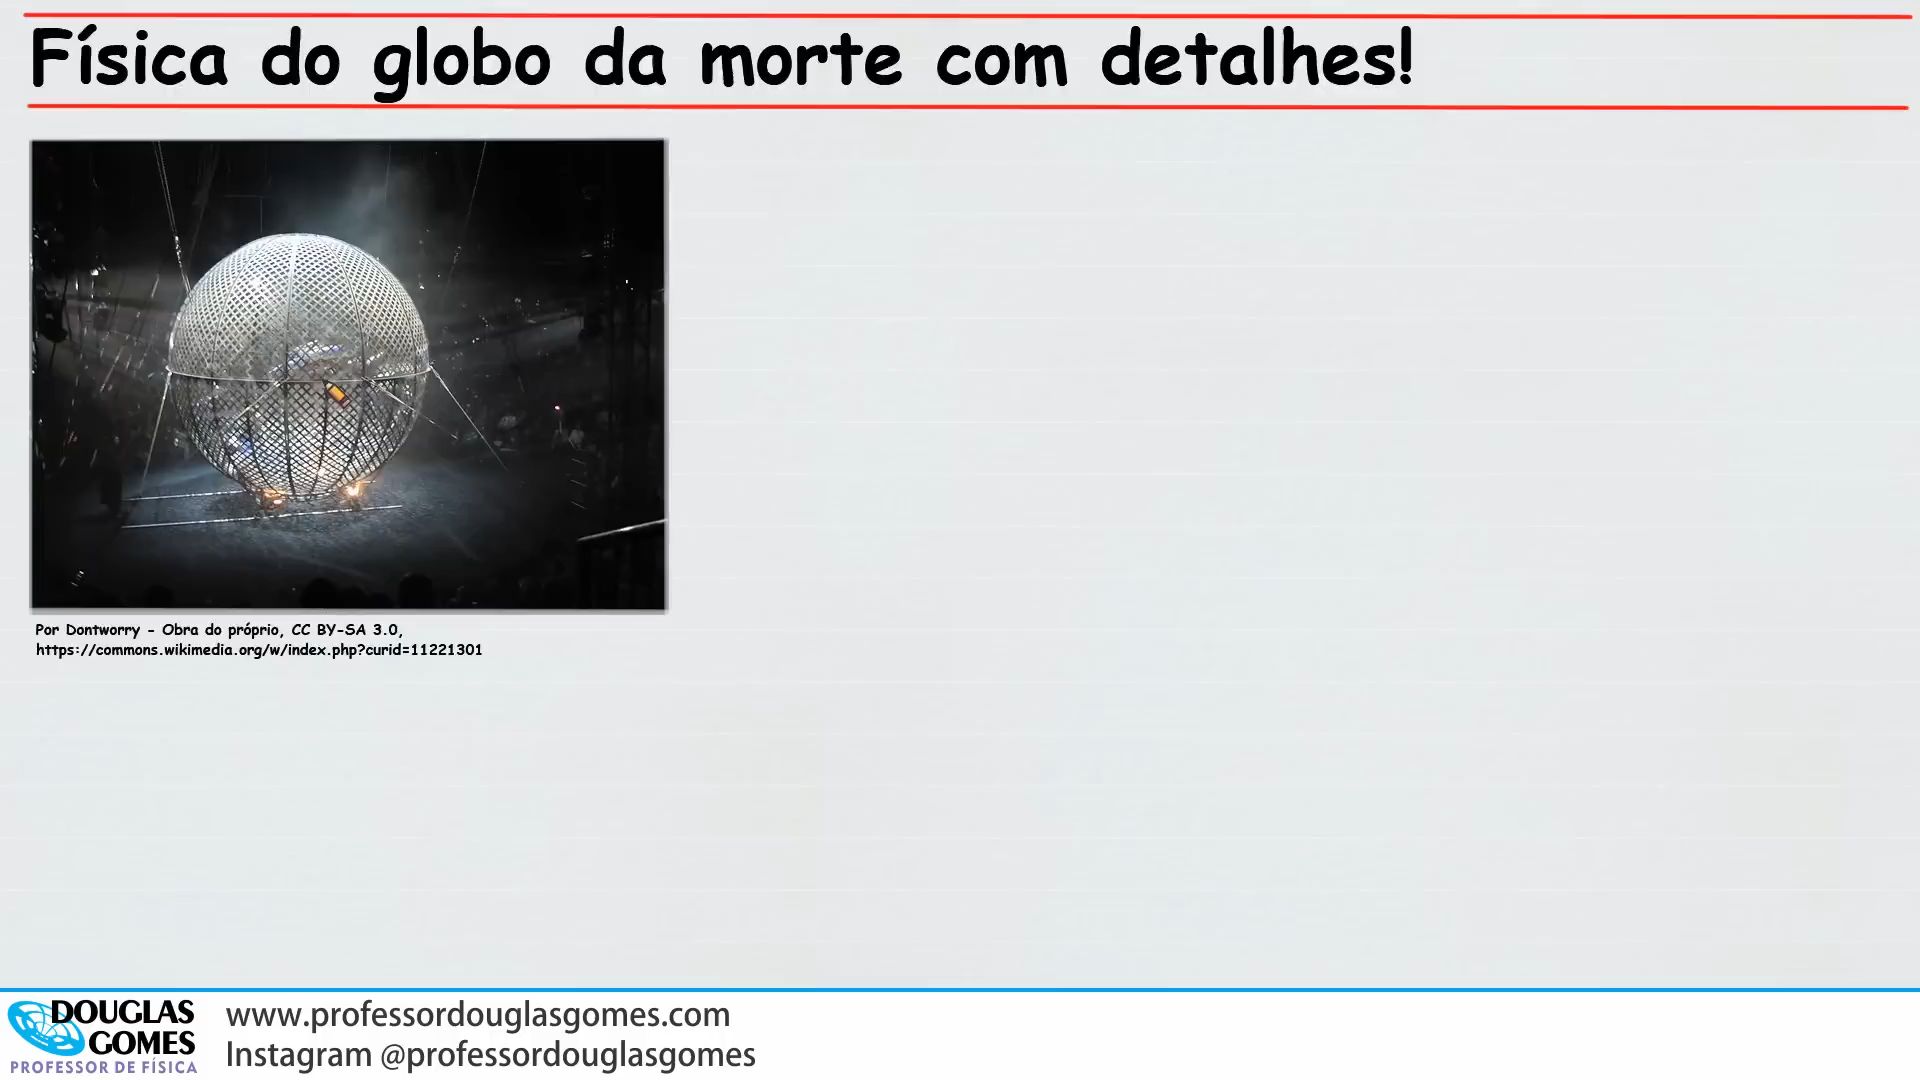 Física do globo da morte com detalhes!
Por Dontworry - Obra do próprio, CC BY-SA 3.0,
https://commons.wikimedia.org/w/index.php?curid=11221301
DOUGLAS
GOMES
PROFESSOR DE FÍSICA
www.professordouglasgomes.com
Instagram @professordouglasgomes